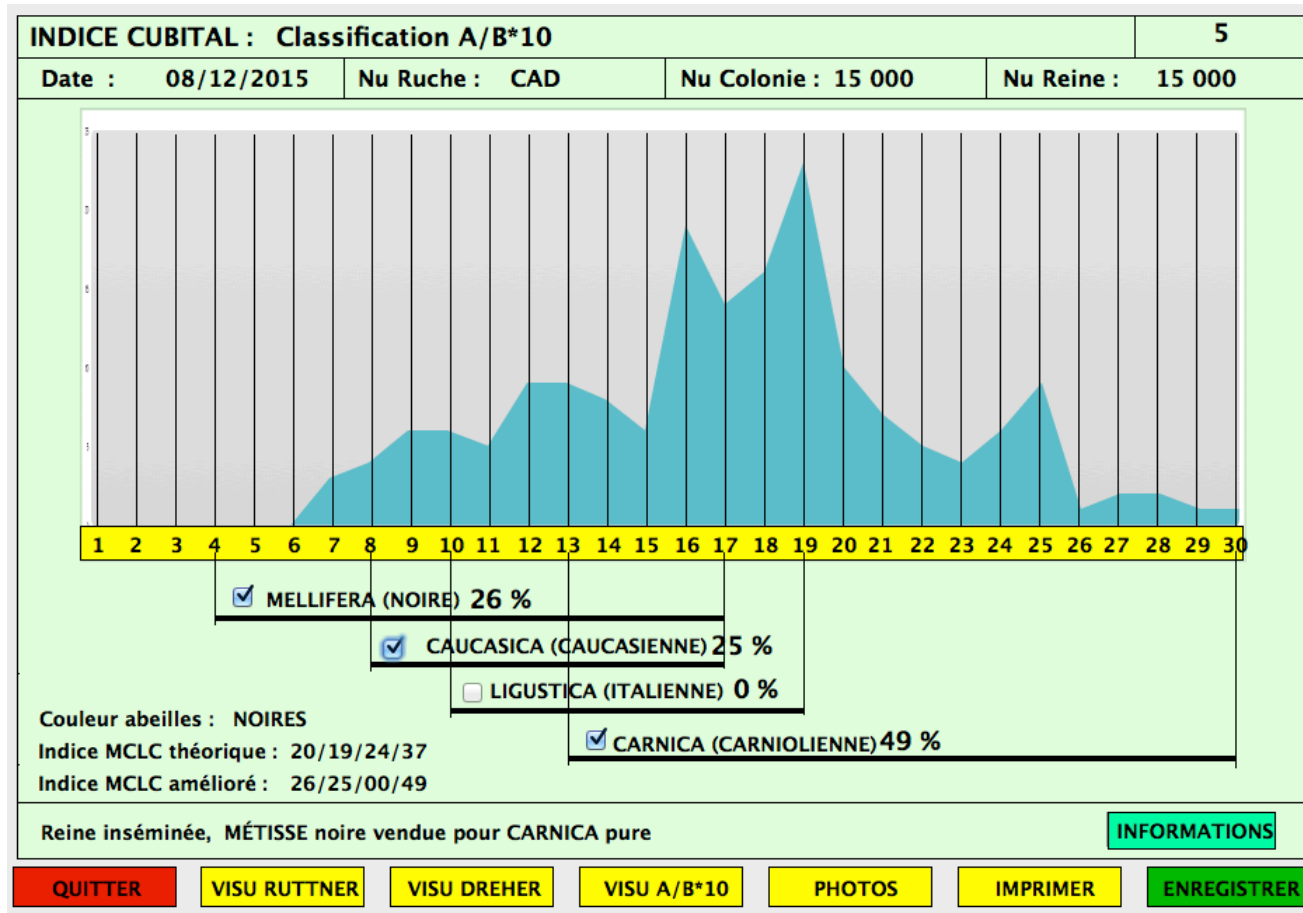 INDICE CUBITAL : Classification A/B*10 5
Date : 08/12/2015 Nu Ruche : CAD Nu Colonie : 15 000 Nu Reine : 15 000
1 2 3 4 5 6 7 8 9 10 11 12 13 14 15 16 17 18 19 20 21 22 23 24 25 26 27 28 29 30
MELLIFERA (NOIRE) 26 %
CAUCASICA (CAUCASIENNE) 25 %
LIGUSTICA (ITALIENNE) 0 %
CARNICA (CARNIOLIENNE) 49 %
Couleur abeilles : NOIRES
Indice MCLC théorique : 20/19/24/37
Indice MCLC amélioré : 26/25/00/49
Reine inséminée, MÉTISSE noire vendue pour CARNICA pure INFORMATIONS
QUITTER VISU RUTTNER VISU DREHER VISU A/B*10 PHOTOS IMPRIMER ENREGISTRER